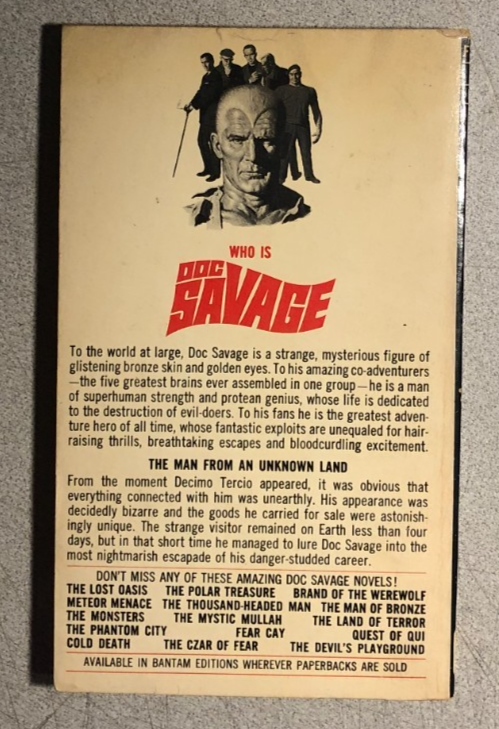 WHO IS
DOC
SAVAGE
To the world at large, Doc Savage is a strange, mysterious figure of
glistening bronze skin and golden eyes. To his amazing co-adventurers
—the five greatest brains ever assembled in one group—he is a man
of superhuman strength and protean genius, whose life is dedicated
to the destruction of evil-doers. To his fans he is the greatest adven-
ture hero of all time, whose fantastic exploits are unequaled for hair-
raising thrills, breathtaking escapes and bloodcurdling excitement.
THE MAN FROM AN UNKNOWN LAND
From the moment Decimo Tercio appeared, it was obvious that
everything connected with him was unearthly. His appearance was
decidedly bizarre and the goods he carried for sale were astonish-
ingly unique. The strange visitor remained on Earth less than four
days, but in that short time he managed to lure Doc Savage into the
most nightmarish escapade of his danger-studded career.
DON'T MISS ANY OF THESE AMAZING DOC SAVAGE NOVELS!
THE LOST OASIS THE POLAR TREASURE BRAND OF THE WEREWOLF
METEOR MENACE THE THOUSAND-HEADED MAN THE MAN OF BRONZE
THE MONSTERS THE MYSTIC MULLAH THE LAND OF TERROR
THE PHANTOM CITY FEAR CAY QUEST OF QUI
COLD DEATH THE CZAR OF FEAR THE DEVIL'S PLAYGROUND
AVAILABLE IN BANTAM EDITIONS WHEREVER PAPERBACKS ARE SOLD